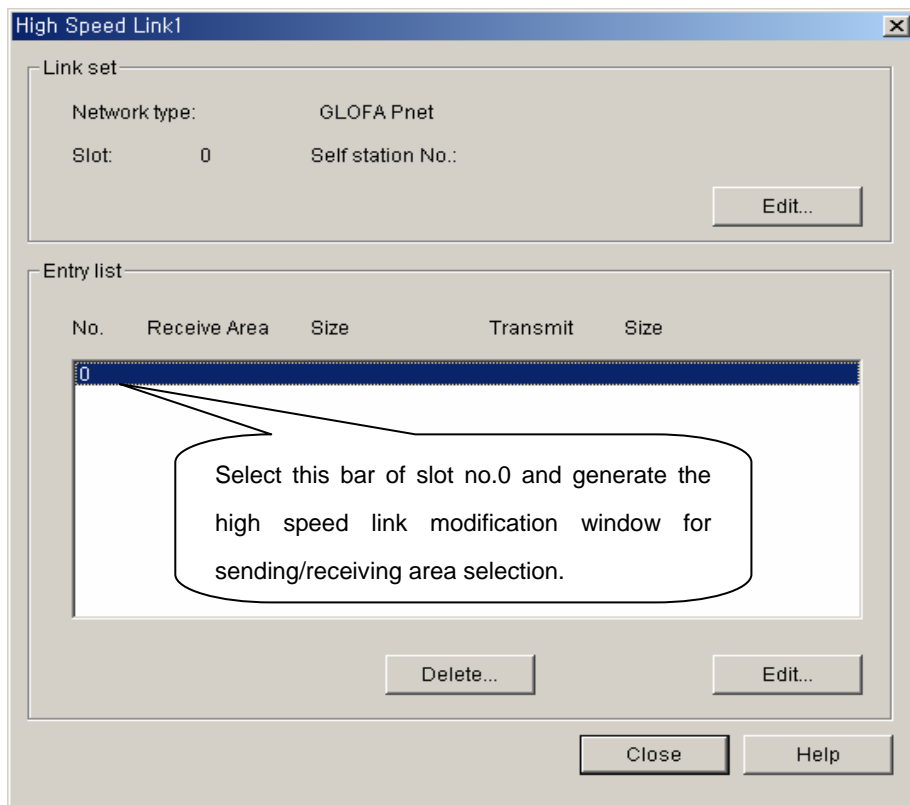 High Speed Link1
Link set
Network type: GLOFA Pnet
Slot: 0 Self station No.:
Edit...
Entry list
No. Receive Area Size Transmit Size
0
Select this bar of slot no.0 and generate the
high speed link modification window for
sending/receiving area selection.
Delete... Edit...
Close Help